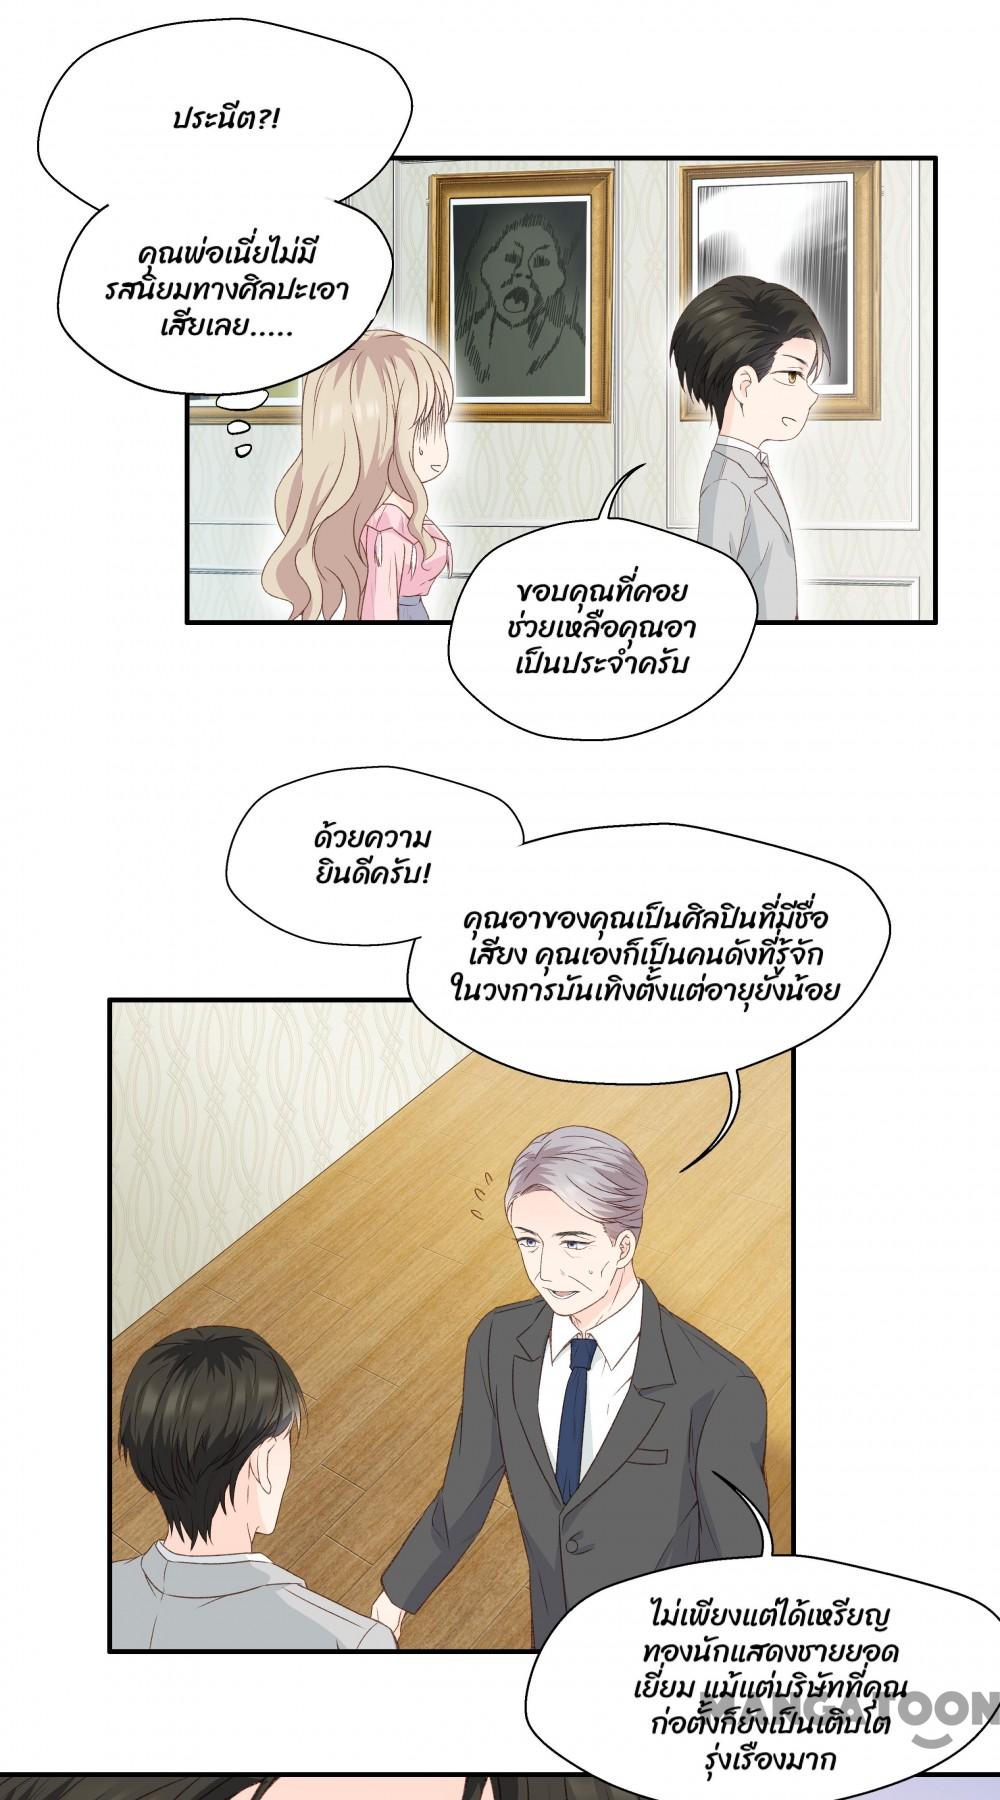 ประนีต?!
คุณพ่อเนี่ยไม่มี
รสนิยมทางศิลปะเอา
เสียเลย.....
ขอบคุณที่คอย
ช่วยเหลือคุณอา
เป็นประจำครับ
ด้วยความ
ยินดีครับ!
คุณอาของคุณเป็นศิลปินที่มีชื่อ
เสียง คุณเองก็เป็นคนดังที่รู้จัก
ในวงการบันเทิงตั้งแต่อายุยังน้อย
ไม่เพียงแต่ได้เหรียญ
ทองนักแสดงชายยอด
เยี่ยม แม้แต่บริษัทที่คุณ
ก่อตั้งก็ยังเป็นเติบโต
รุ่งเรืองมาก
MANGATOON